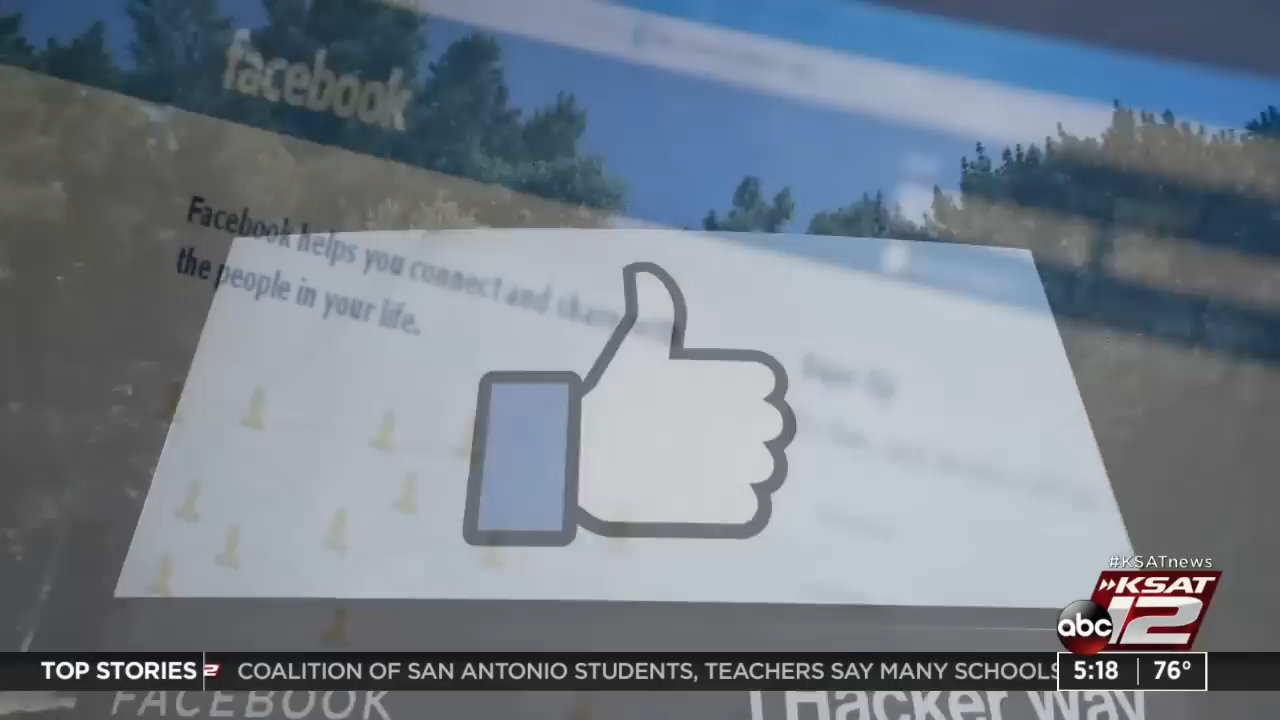 facebook
Facebook helps you connect and share
the people in your life.
#KSATnews
KSAT
abc 12
TOP STORIES COALITION OF SAN ANTONIO STUDENTS, TEACHERS SAY MANY SCHOOLS 5:18 76°
FACEBOOK 1 Hacker Way